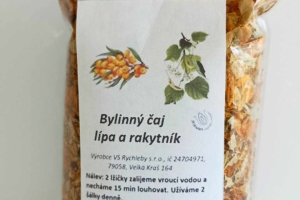 Bylinný čaj
lípa a rakytník
Výrobce VS Rychleby s.r.o., ič 24704971,
79058, Velká Kraš 164
Nálev: 2 lžičky zalijeme vroucí vodou a
necháme 15 min louhovat. Užíváme 2
šálky denně.